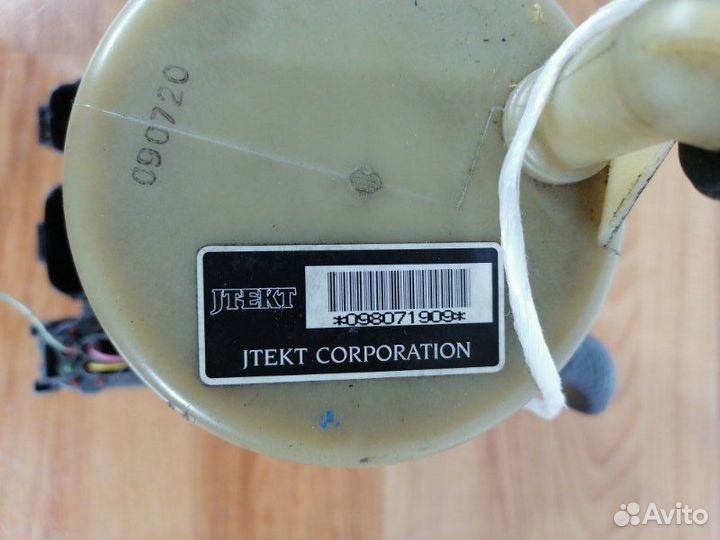 090720
JTEKT
*098071909*
JTEKT CORPORATION
Avito